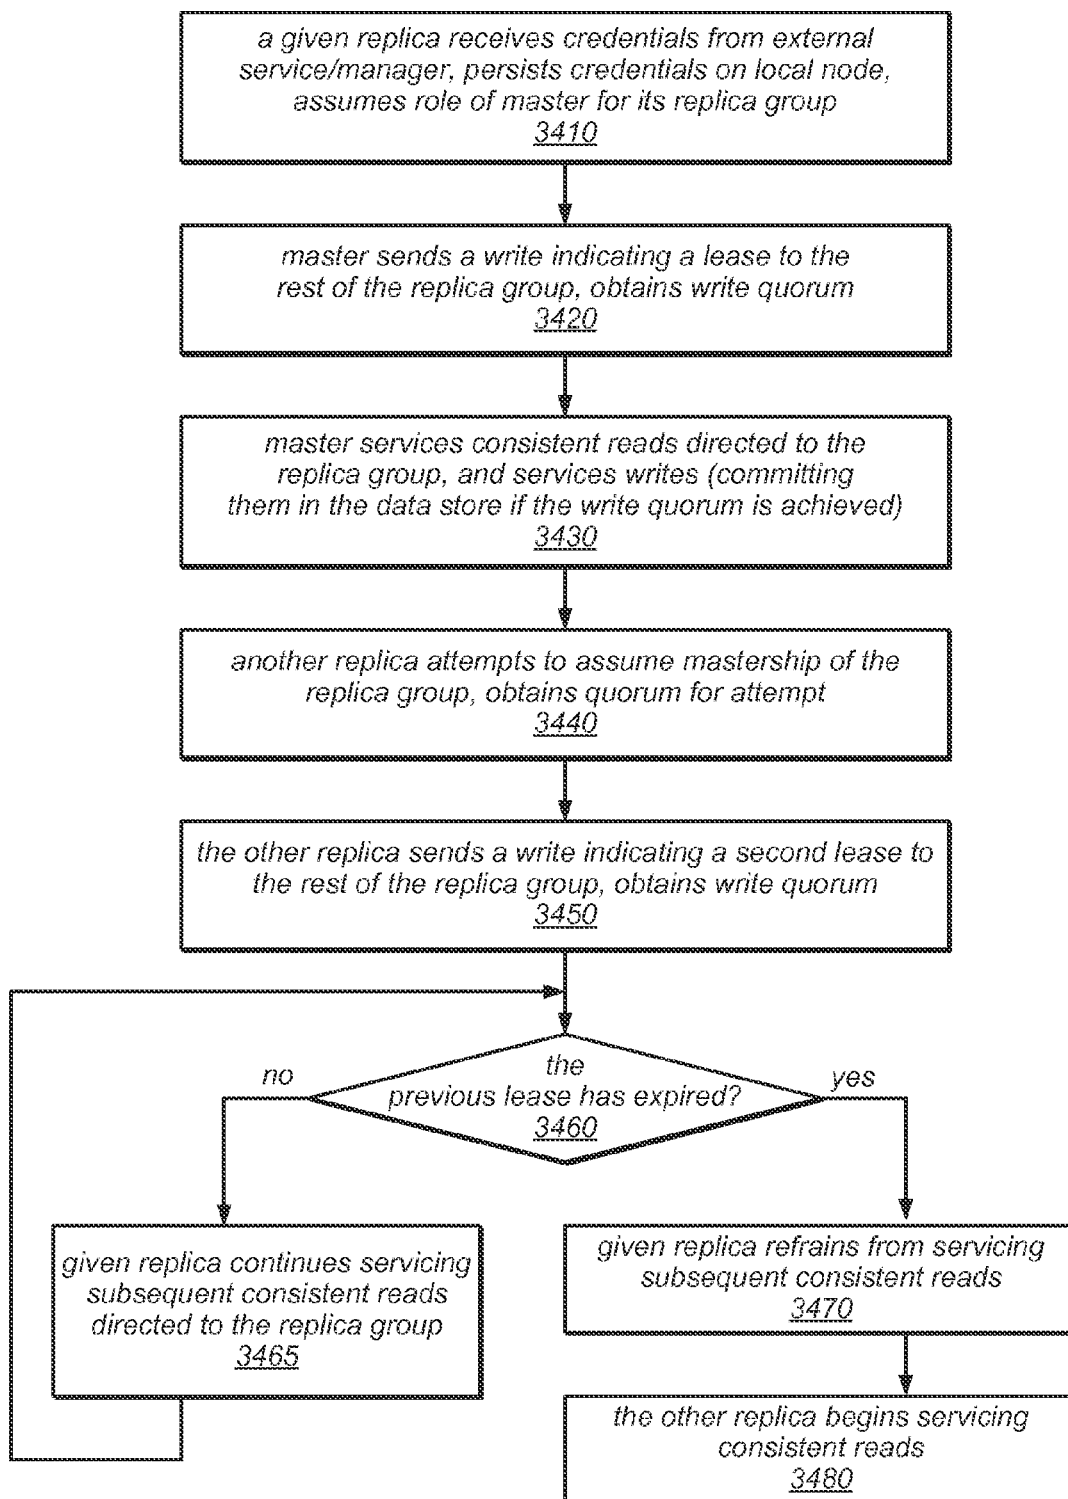 a given replica receives credentials from external
service/manager, persists credentials on local node,
assumes role of master for its replica group
3410
master sends a write indicating a lease to the
rest of the replica group, obtains write quorum
3420
master services consistent reads directed to the
replica group, and services writes (committing
them in the data store if the write quorum is achieved)
3430
another replica attempts to assume mastership of the
replica group, obtains quorum for attempt
3440
the other replica sends a write indicating a second lease to
the rest of the replica group, obtains write quorum
3450
the
previous lease has expired?
3460
no
yes
given replica continues servicing
subsequent consistent reads
directed to the replica group
3465
given replica refrains from servicing
subsequent consistent reads
3470
the other replica begins servicing
consistent reads
3480